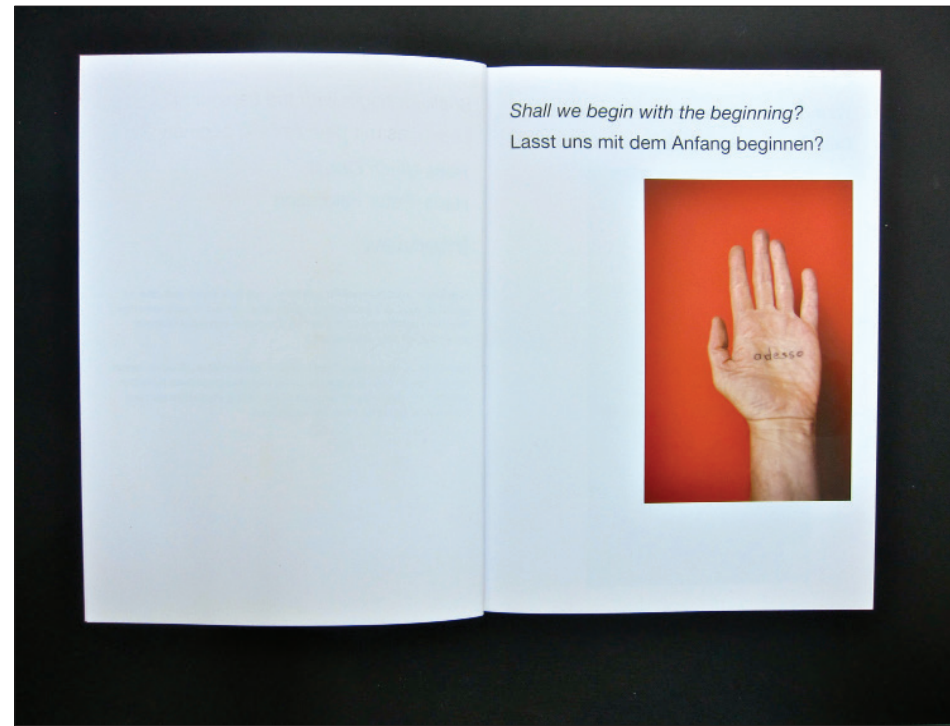 Shall we begin with the beginning?
Lasst uns mit dem Anfang beginnen?
adesso